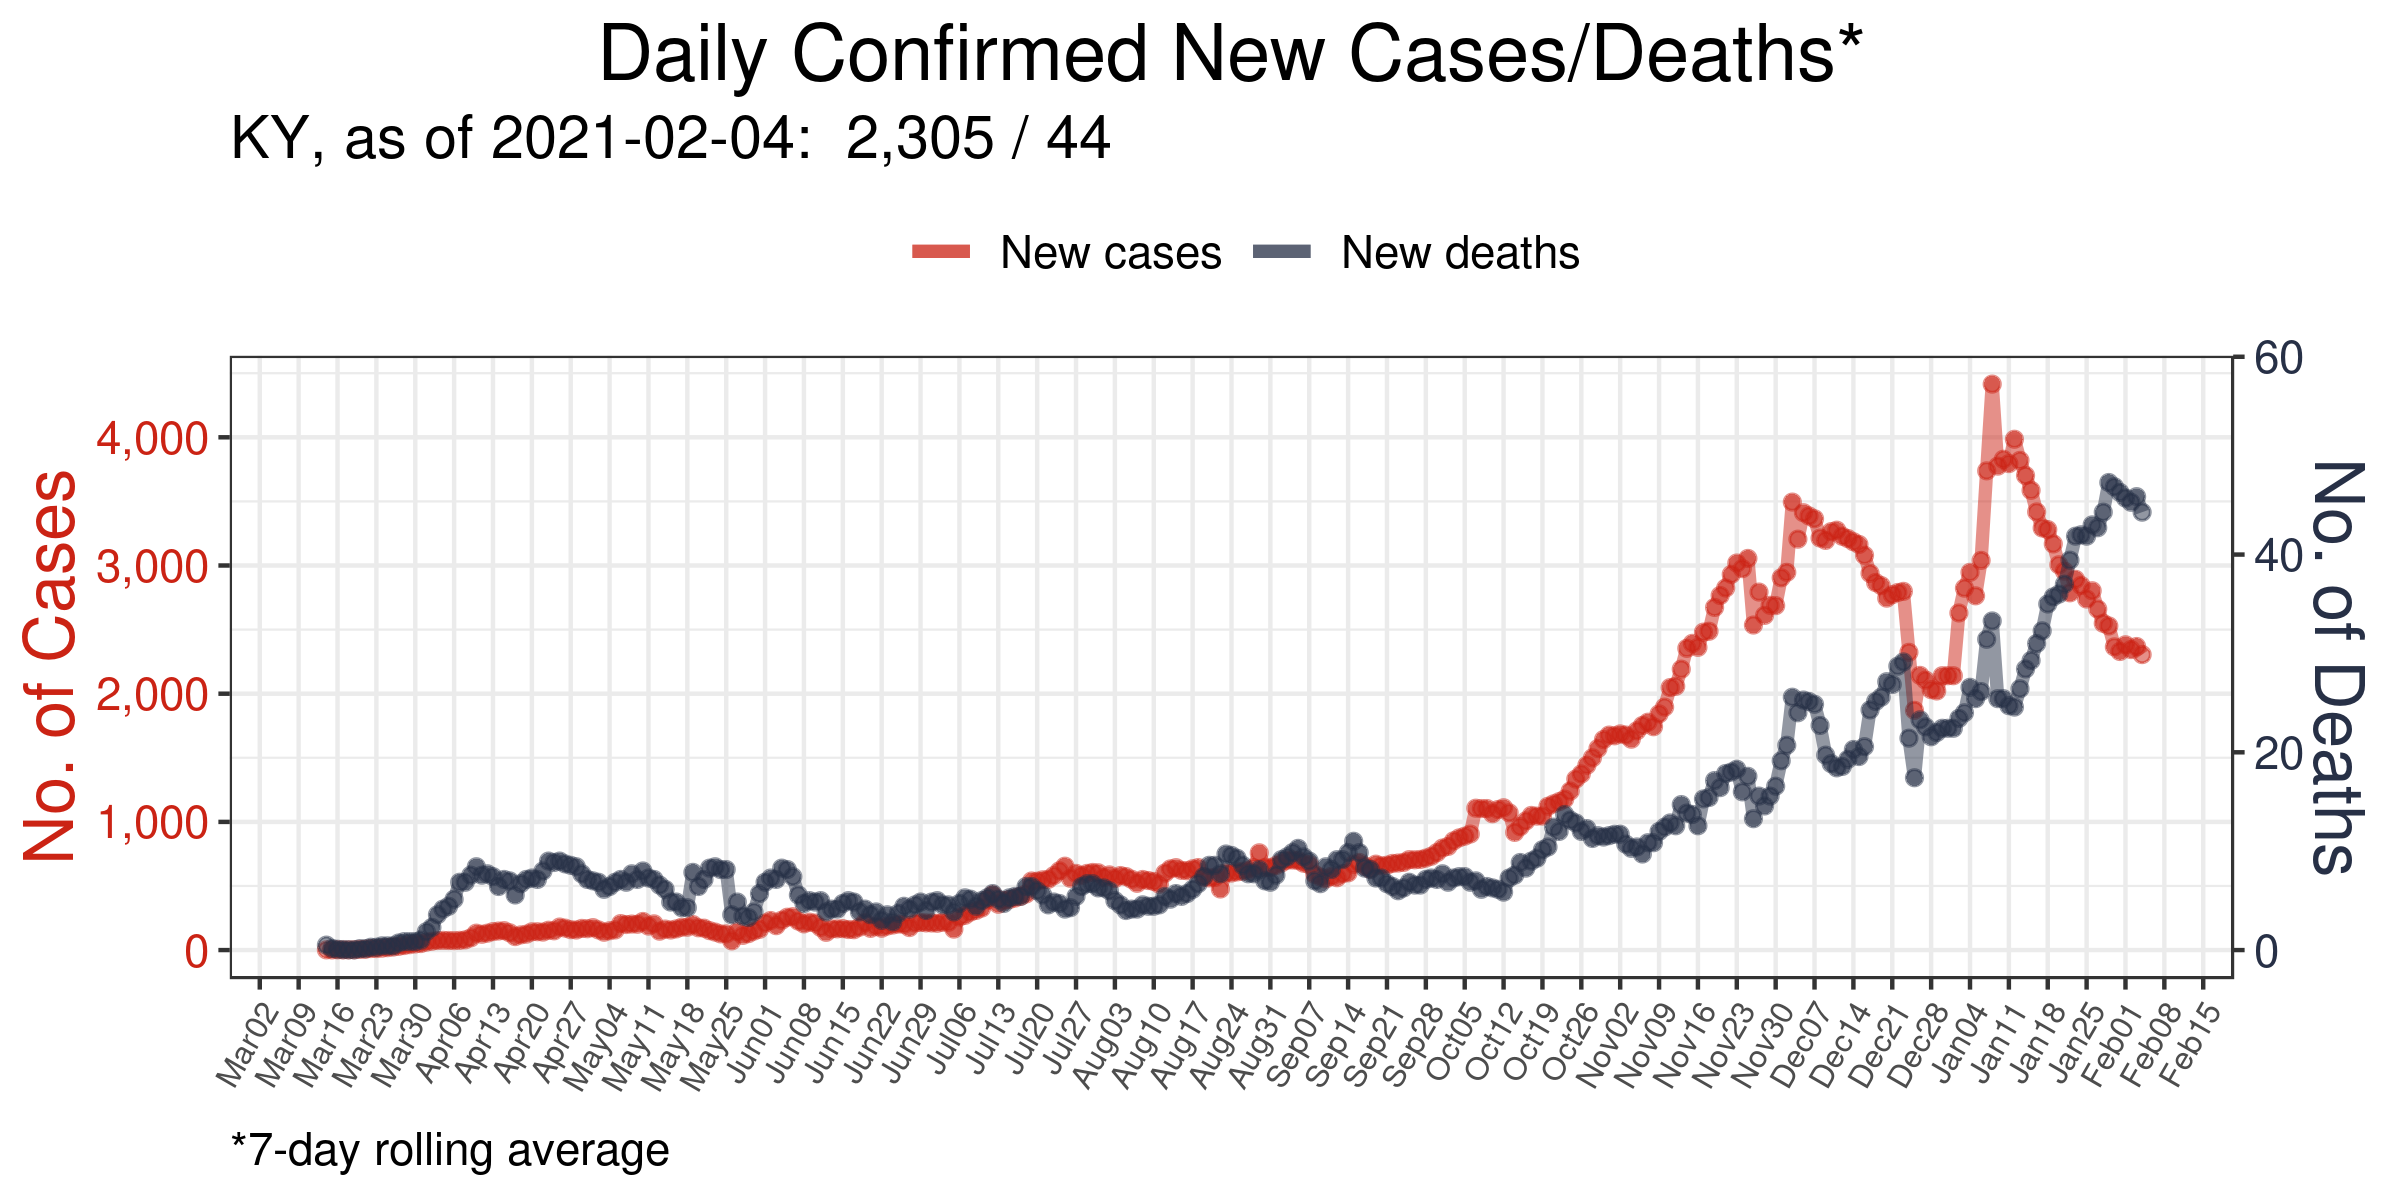 Daily Confirmed New Cases/Deaths*
KY, as of 2021-02-04:  2,305 / 44
New cases New deaths
No. of Cases
4,000
3,000
2,000
1,000
0
60
40
20
0
No. of Deaths
Mar02 Mar09 Mar16 Mar23 Mar30 Apr06 Apr13 Apr20 Apr27 May04 May11 May18 May25 Jun01 Jun08 Jun15 Jun22 Jun29 Jul06 Jul13 Jul20 Jul27 Aug03 Aug10 Aug17 Aug24 Aug31 Sep07 Sep14 Sep21 Sep28 Oct05 Oct12 Oct19 Oct26 Nov02 Nov09 Nov16 Nov23 Nov30 Dec07 Dec14 Dec21 Dec28 Jan04 Jan11 Jan18 Jan25 Feb01 Feb08 Feb15
*7-day rolling average